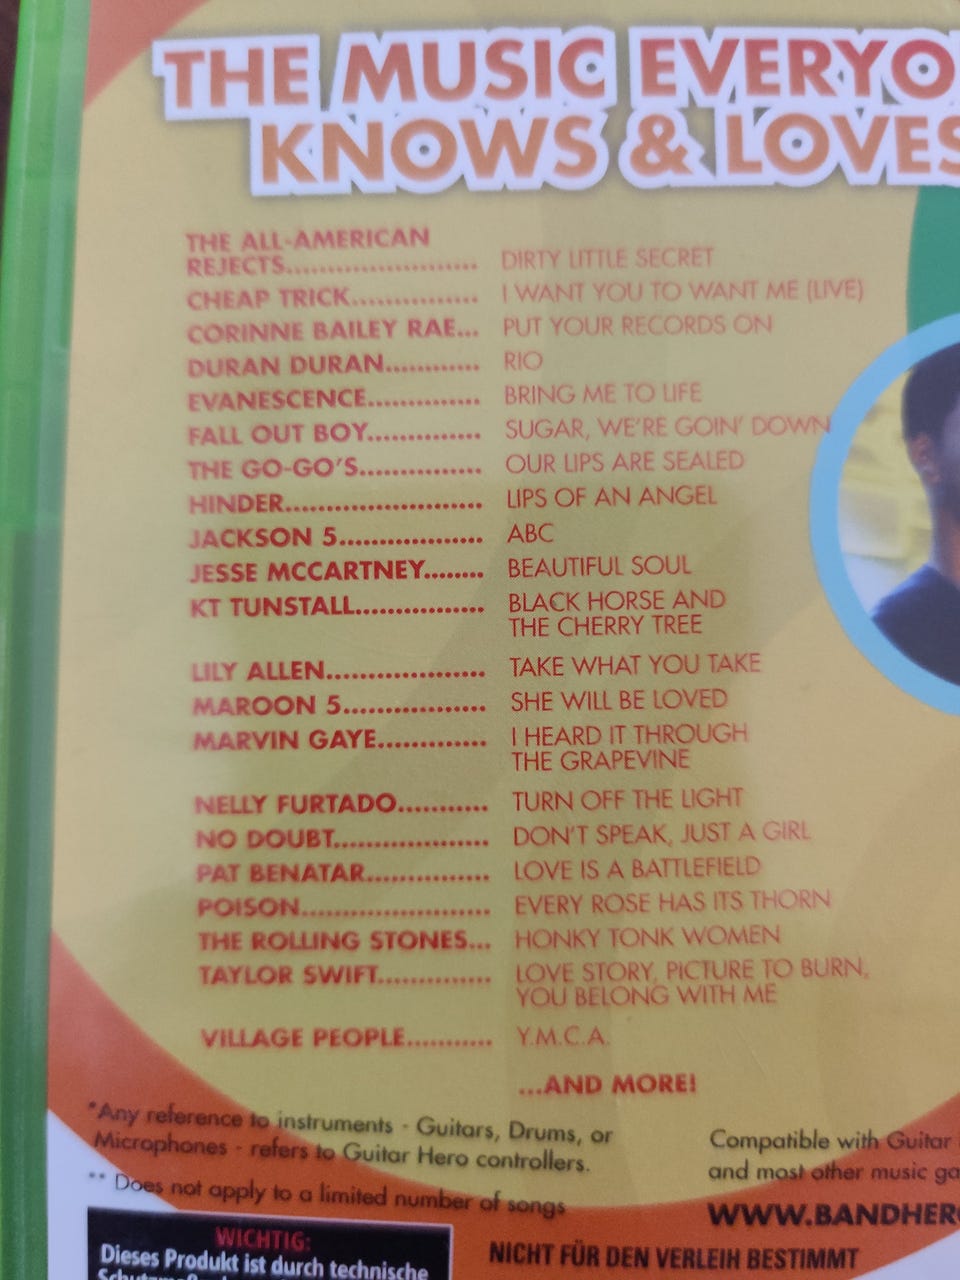 THE MUSIC EVERYO
KNOWS & LOVES
THE ALL-AMERICAN
REJECTS........................ DIRTY LITTLE SECRET
CHEAP TRICK................ I WANT YOU TO WANT ME (LIVE)
CORINNE BAILEY RAE... PUT YOUR RECORDS ON
DURAN DURAN............ RIO
EVANESCENCE.............. BRING ME TO LIFE
FALL OUT BOY.............. SUGAR, WE'RE GOIN' DOWN
THE GO-GO'S............... OUR LIPS ARE SEALED
HINDER........................ LIPS OF AN ANGEL
JACKSON 5.................. ABC
JESSE MCCARTNEY........ BEAUTIFUL SOUL
KT TUNSTALL................ BLACK HORSE AND
THE CHERRY TREE
LILY ALLEN.................... TAKE WHAT YOU TAKE
MAROON 5.................. SHE WILL BE LOVED
MARVIN GAYE............. I HEARD IT THROUGH
THE GRAPEVINE
NELLY FURTADO........... TURN OFF THE LIGHT
NO DOUBT................... DON'T SPEAK, JUST A GIRL
PAT BENATAR............... LOVE IS A BATTLEFIELD
POISON....................... EVERY ROSE HAS ITS THORN
THE ROLLING STONES... HONKY TONK WOMEN
TAYLOR SWIFT.............. LOVE STORY, PICTURE TO BURN,
YOU BELONG WITH ME
VILLAGE PEOPLE........... Y.M.C.A.
...AND MORE!
*Any reference to instruments - Guitars, Drums, or
Microphones - refers to Guitar Hero controllers.
** Does not apply to a limited number of songs
Compatible with Guitar
and most other music ga
WWW.BANDHER
WICHTIG:
Dieses Produkt ist durch technische
NICHT FÜR DEN VERLEIH BESTIMMT